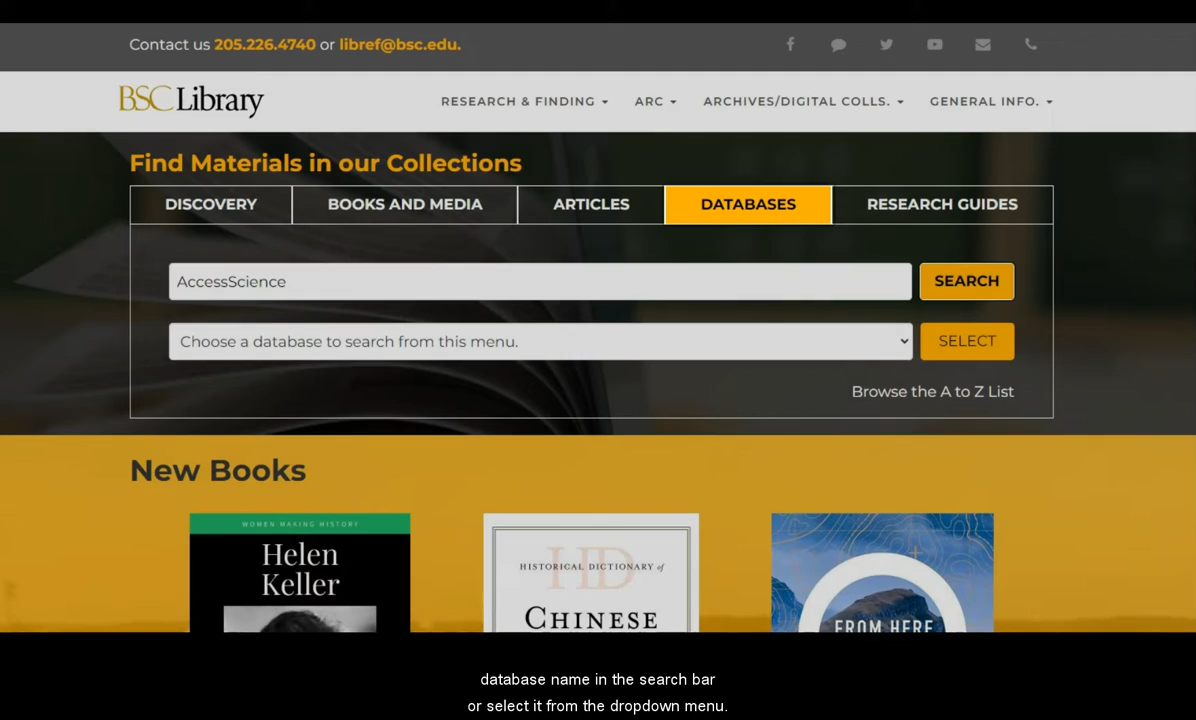 Contact us 205.226.4740 or libref@bsc.edu.
BSC Library
RESEARCH & FINDING ARC ARCHIVES/DIGITAL COLLS. GENERAL INFO.
Find Materials in our Collections
DISCOVERY BOOKS AND MEDIA ARTICLES DATABASES RESEARCH GUIDES
AccessScience SEARCH
Choose a database to search from this menu. SELECT
Browse the A to Z List
New Books
WOMEN MAKING HISTORY
Helen
Keller
HD
HISTORICAL DICTIONARY of
CHINESE
FROM HERE
database name in the search bar
or select it from the dropdown menu.